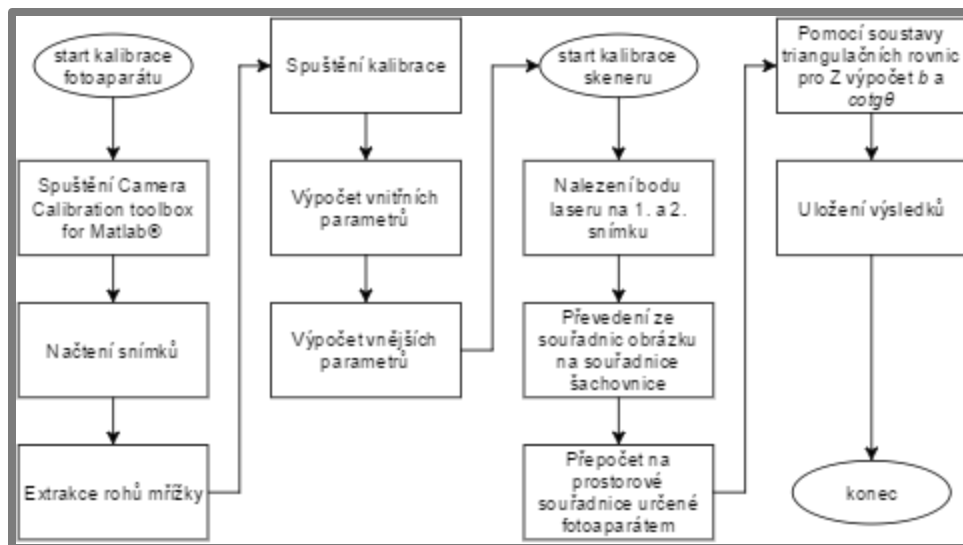 start kalibrace
fotoaparátu
Spuštění Camera
Calibration toolbox
for Matlab®
Načtení snímků
Extrakce rohů mřížky
Spuštění kalibrace
Výpočet vnitřních
parametrů
Výpočet vnějších
parametrů
start kalibrace
skeneru
Nalezení bodu
laseru na 1. a 2.
snímku
Převedení ze
souřadnic obrázku
na souřadnice
šachovnice
Přepočet na
prostorové
souřadnice určené
fotoaparátem
Pomocí soustavy
triangulačních rovnic
pro Z výpočet b a
cotgθ
Uložení výsledků
konec